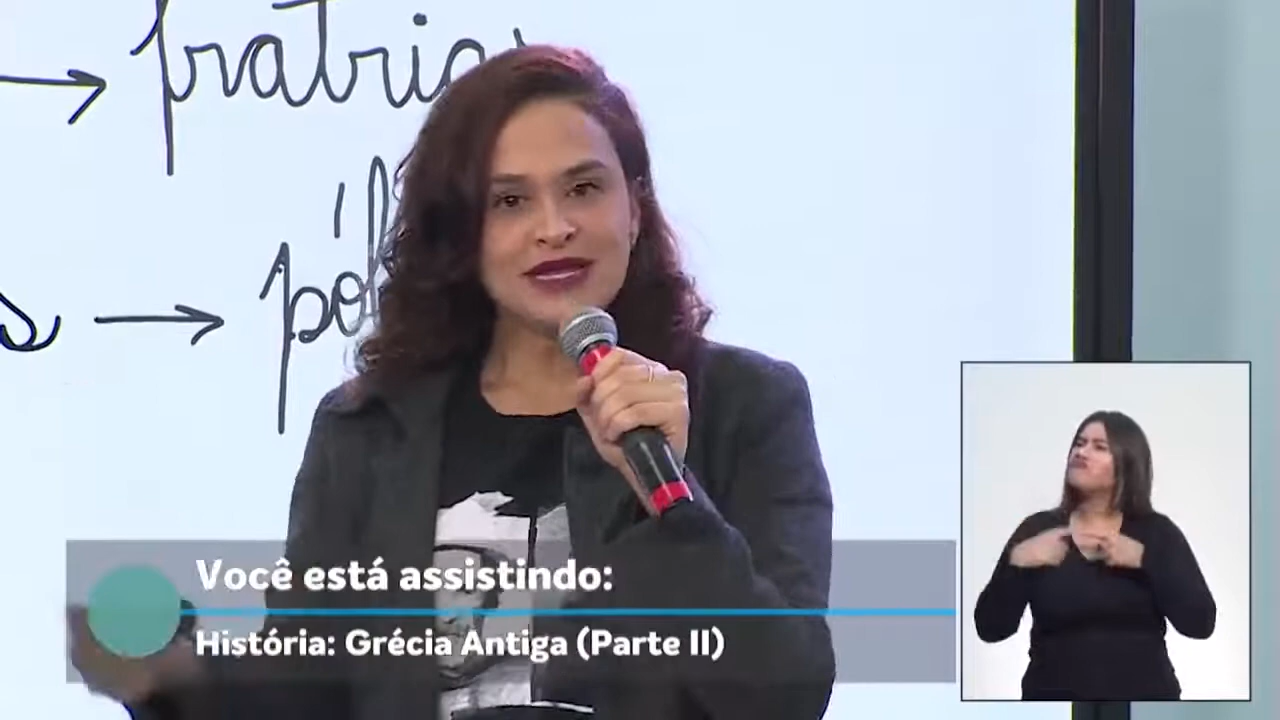 → fratria
s → pól
Você está assistindo:
História: Grécia Antiga (Parte II)